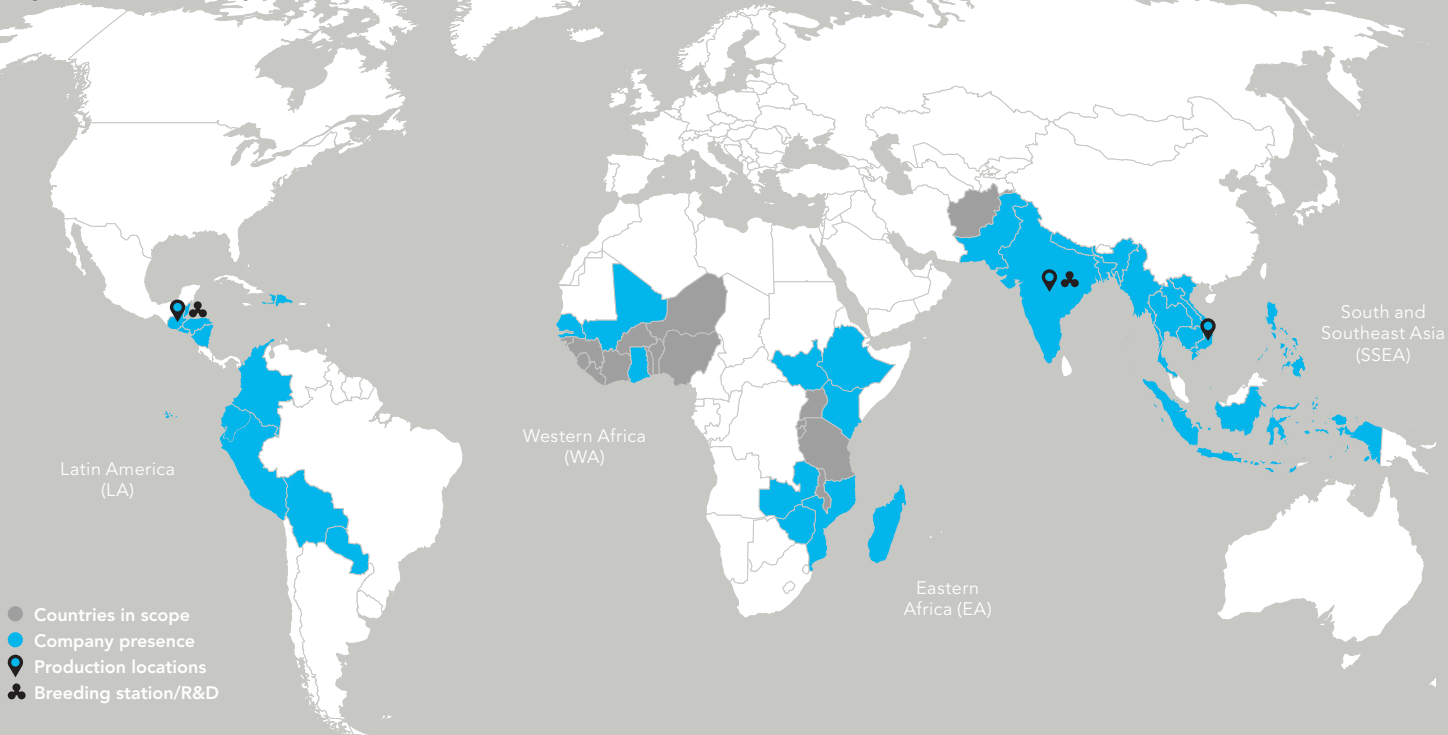 South and
Southeast Asia
(SSEA)
Western Africa
(WA)
Latin America
(LA)
Eastern
Africa (EA)
Countries in scope
Company presence
Production locations
Breeding station/R&D